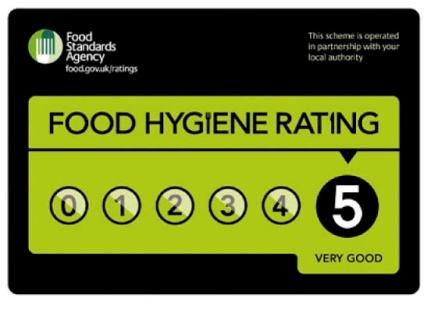 Food
Standards
Agency
food.gov.uk/ratings
This scheme is operated
in partnership with your
local authority
FOOD HYGIENE RATING
0 1 2 3 4 5
VERY GOOD